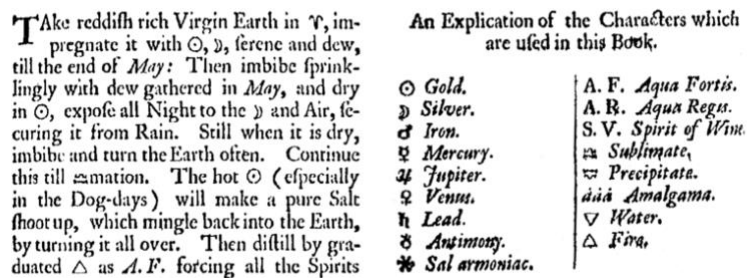 TAke reddiſh rich Virgin Earth in ♈, im-
pregnate it with ☉, ☽, ſerene and dew,
till the end of May: Then imbibe ſprink-
lingly with dew gathered in May, and dry
in ☉, expoſe all Night to the ☽ and Air, ſe-
curing it from Rain. Still when it is dry,
imbibe and turn the Earth often. Continue
this till ♎mation. The hot ☉ (eſpecially
in the Dog-days) will make a pure Salt
ſhoot up, which mingle back into the Earth,
by turning it all over. Then diſtill by gra-
duated △ as A. F. forcing all the Spirits
An Explication of the Characters which
are uſed in this Book.
☉ Gold.
☽ Silver.
♂ Iron.
☿ Mercury.
♃ Jupiter.
♀ Venus.
♄ Lead.
♁ Antimony.
✱ Sal armoniac.
A. F. Aqua Fortis.
A. R. Aqua Regis.
S. V. Spirit of Wine.
♎ Sublimate.
Precipitate.
ááá Amalgama.
▽ Water.
△ Fire.